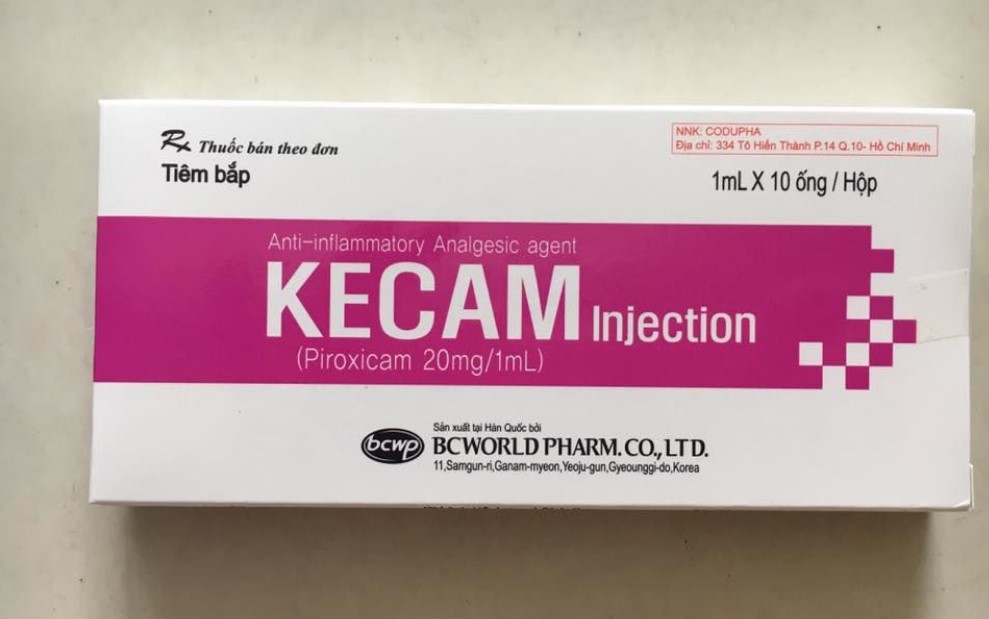 Rx Thuốc bán theo đơn
Tiêm bắp
NNK: CODUPHA
Địa chỉ: 334 Tô Hiến Thành P.14 Q.10- Hồ Chí Minh
1mL X 10 ống / Hộp
Anti-inflammatory Analgesic agent
KECAM Injection
(Piroxicam 20mg/1mL)
Sản xuất tại Hàn Quốc bởi
bcwp BCWORLD PHARM. CO., LTD.
11,Samgun-ri,Ganam-myeon,Yeoju-gun,Gyeounggi-do,Korea